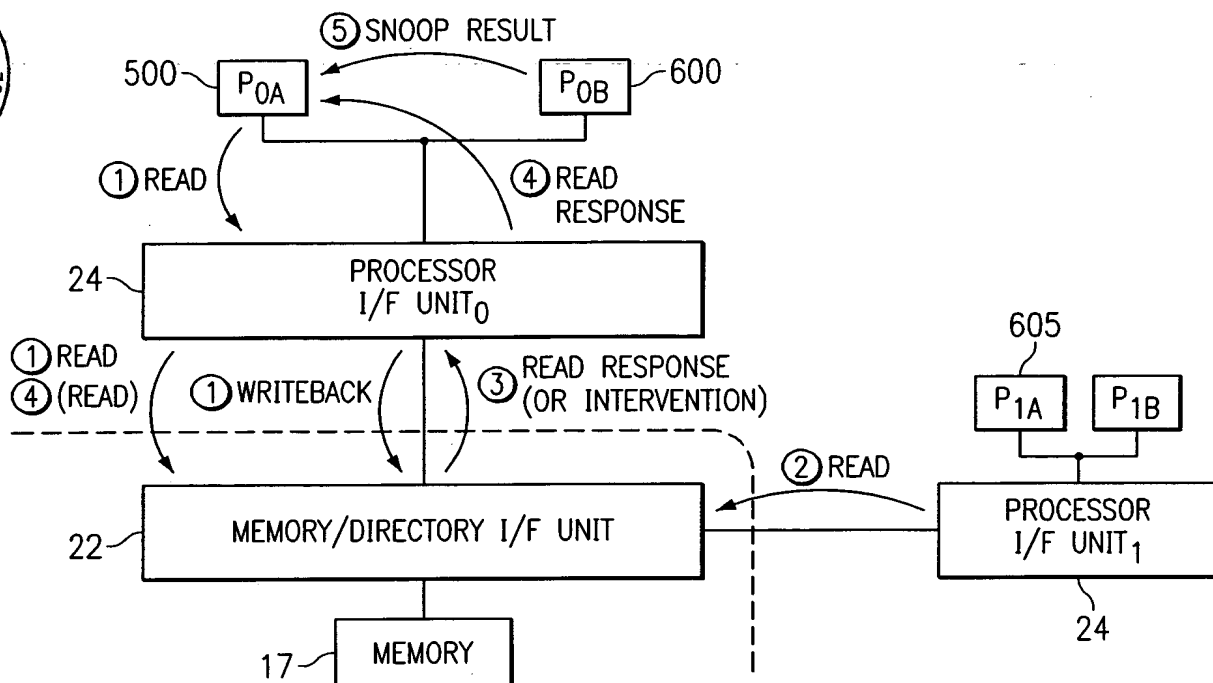 ⑤ SNOOP RESULT
500
P0A
P0B
600
① READ
④ READ
RESPONSE
24
PROCESSOR
I/F UNIT0
① READ
④ (READ)
① WRITEBACK
③ READ RESPONSE
(OR INTERVENTION)
605
P1A
P1B
② READ
22
MEMORY/DIRECTORY I/F UNIT
PROCESSOR
I/F UNIT1
24
17
MEMORY